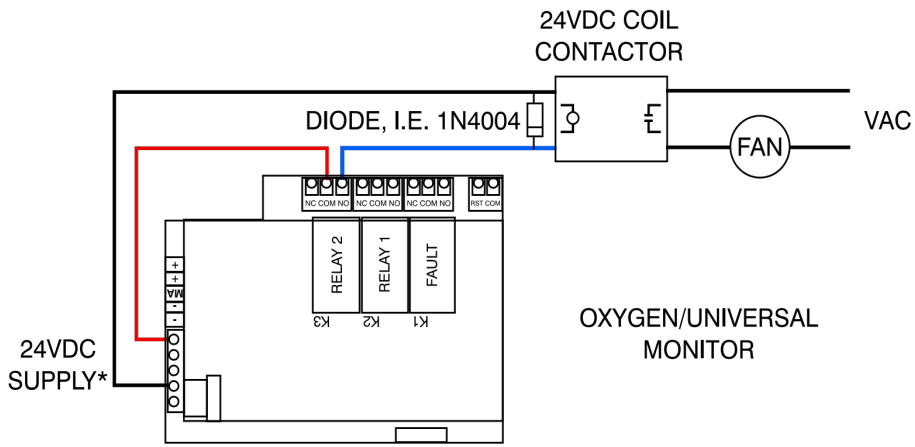 24VDC COIL
CONTACTOR
DIODE, I.E. 1N4004
VAC
FAN
NC COM NO NC COM NO NC COM NO RST COM
RELAY 2
RELAY 1
FAULT
K3
K2
K1
+
+
MA
-
-
OXYGEN/UNIVERSAL
MONITOR
24VDC
SUPPLY*